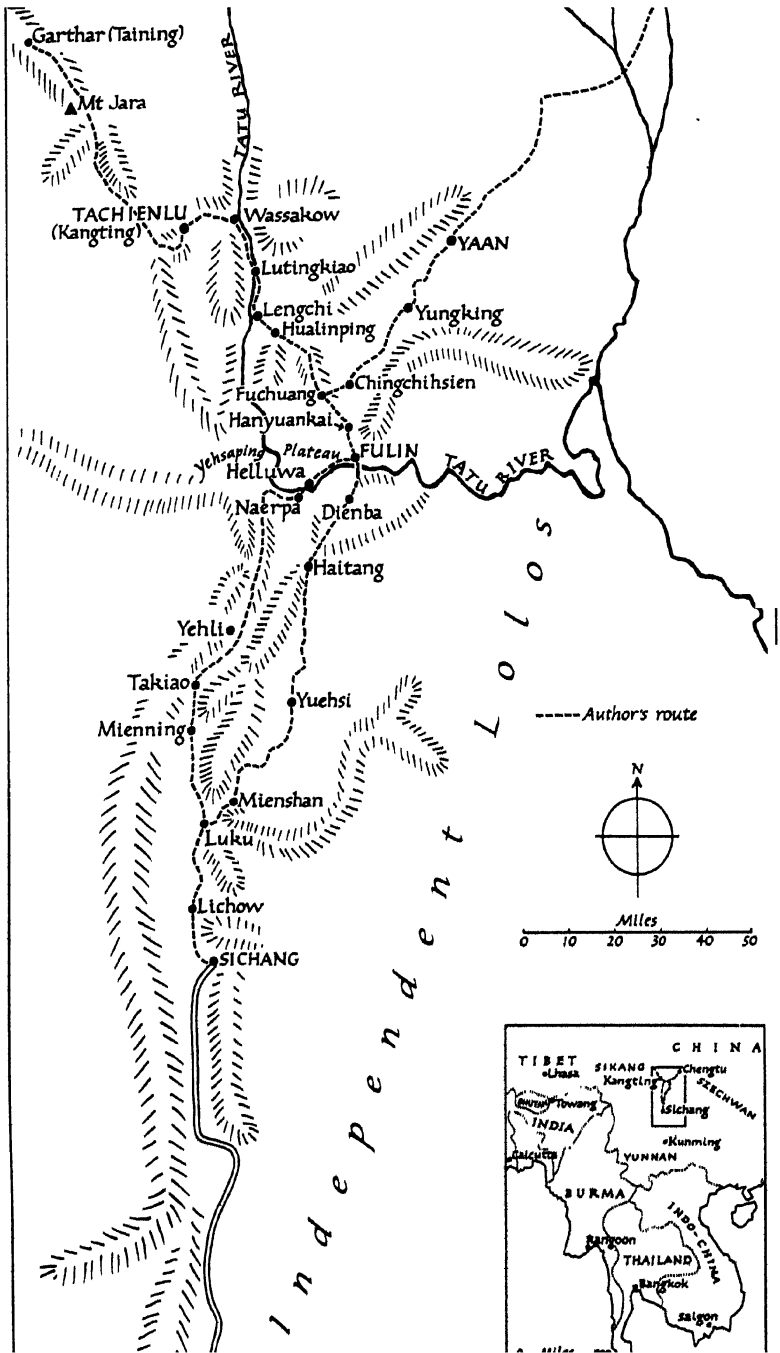 Garthar (Taining)
Mt Jara
TATU RIVER
TACHIENLU
(Kangting)
Wassakow
YAAN
Lutingkiao
Lengchi
Yungking
Hualinping
Chingchihsien
Fuchuang
Hanyuankai
Yehsaping Plateau
FULIN
TATU RIVER
Helluwa
Naerpa
Dienba
Haitang
Yehli
Takiao
Yuehsi
Mienning
Mienshan
Luku
Lichow
SICHANG
Independent Lolos
Author's route
N
Miles
0 10 20 30 40 50
CHINA
TIBET
Lhasa
SIKANG
Kangting
Chengtu
SZECHWAN
BHUTAN
Towang
Sichang
INDIA
Kunming
Calcutta
YUNNAN
BURMA
INDO-CHINA
Rangoon
THAILAND
Bangkok
Saigon
0 Miles